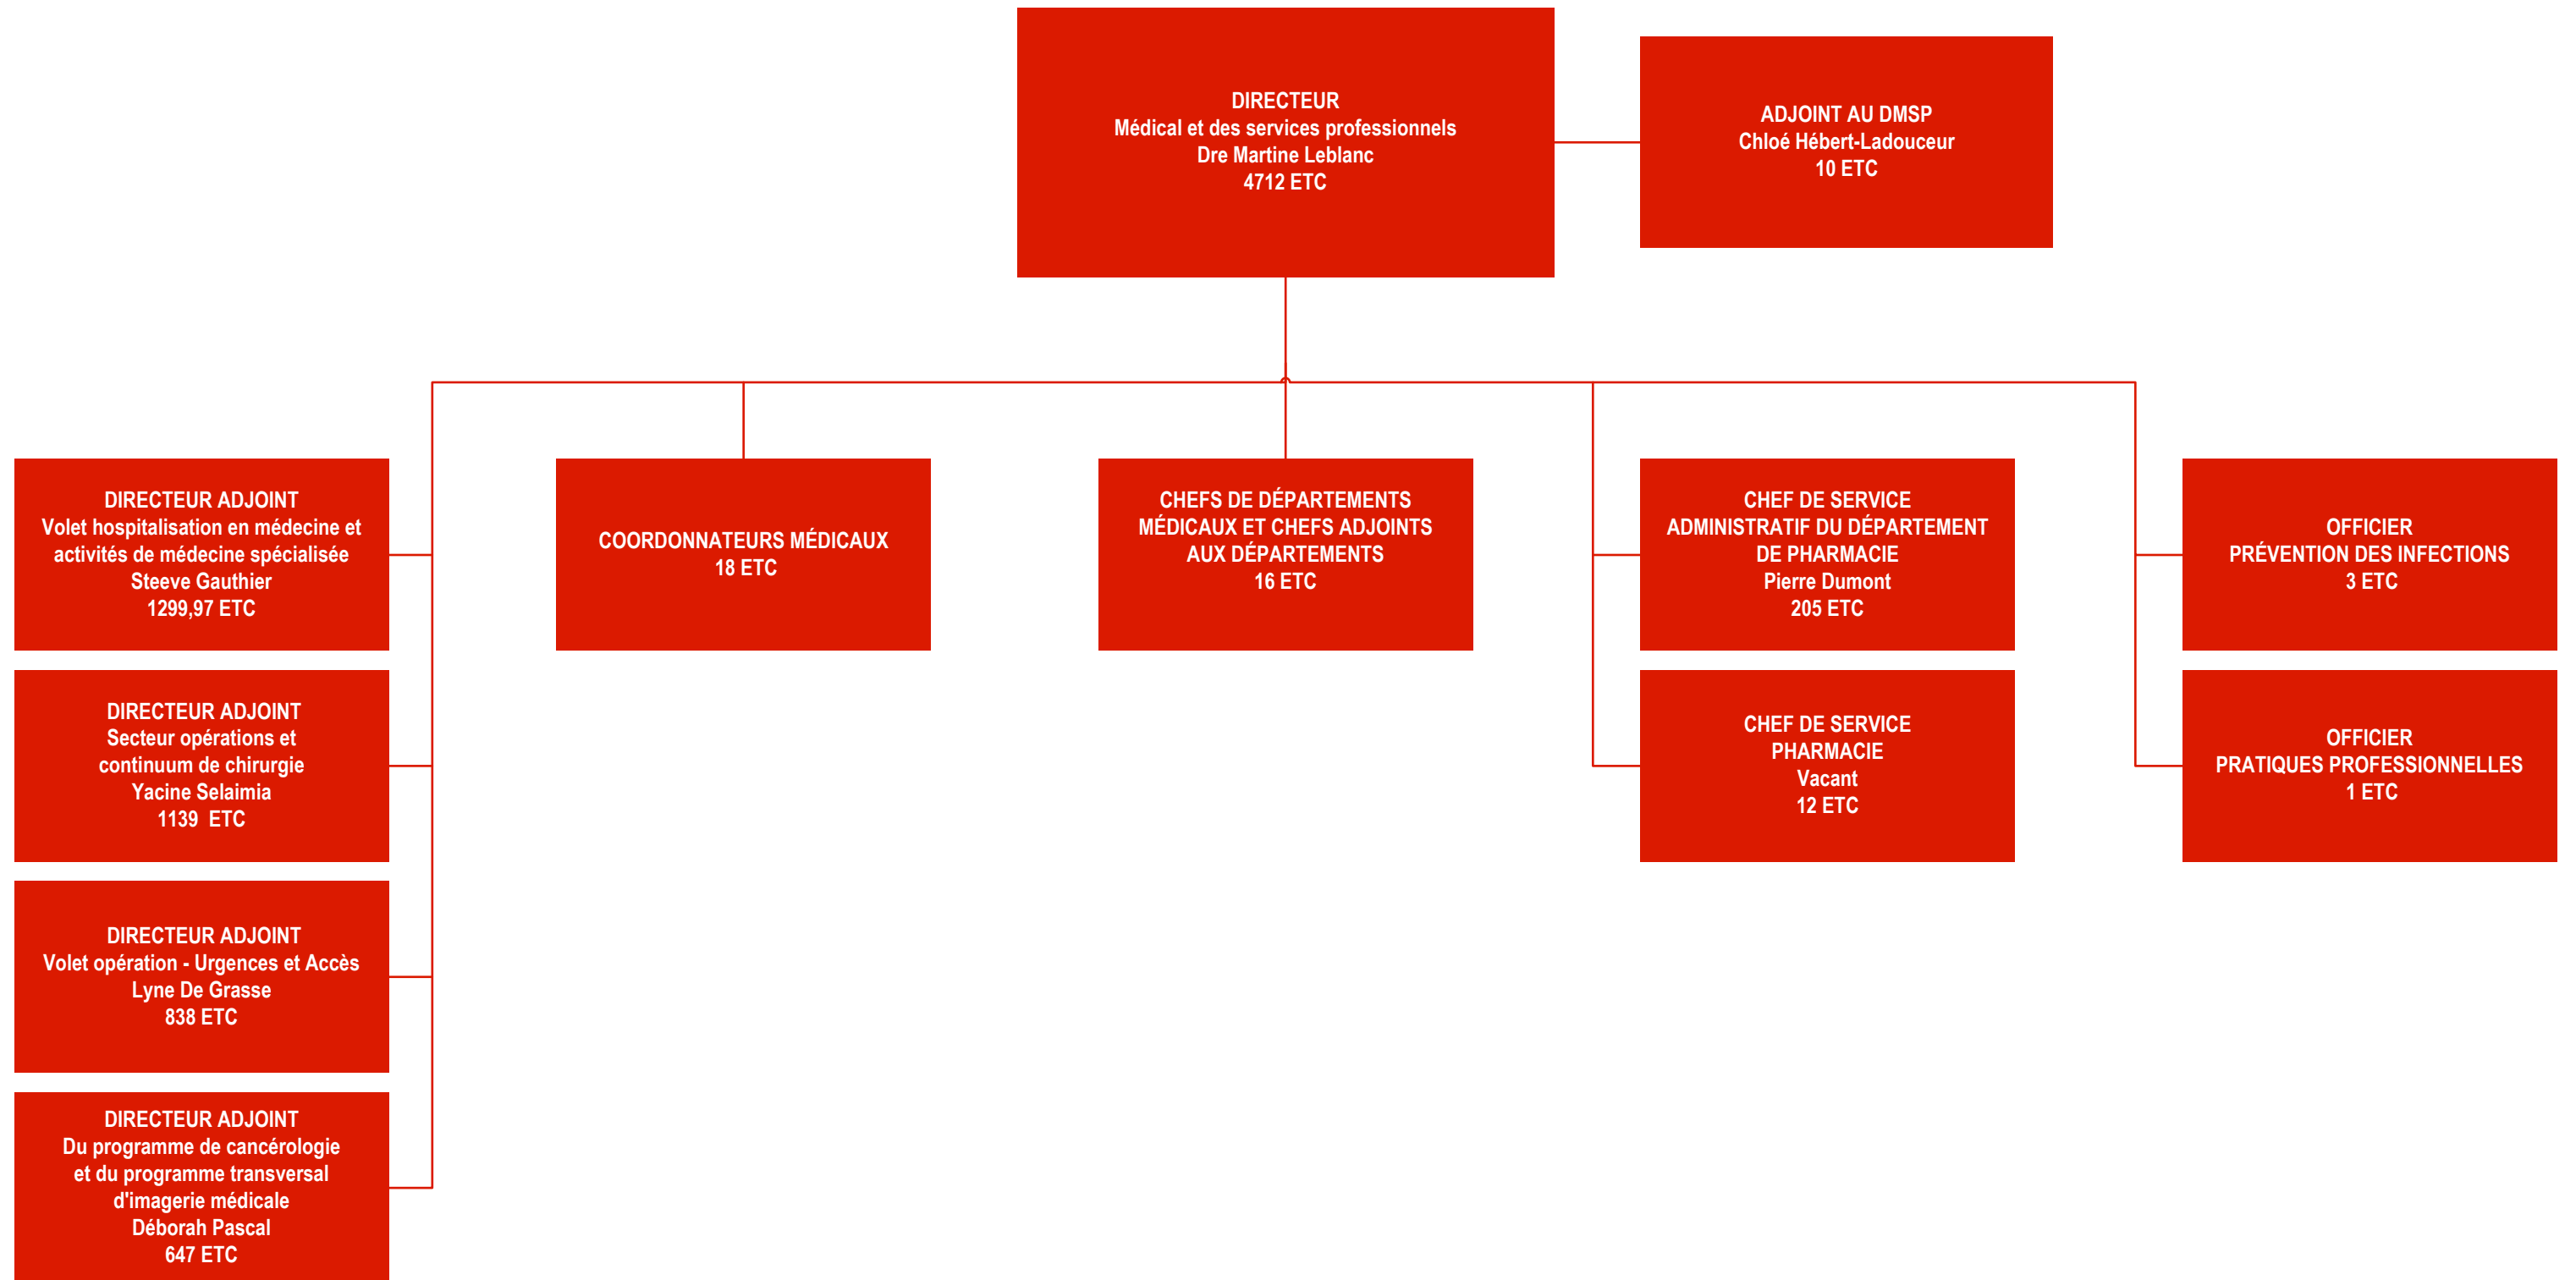 DIRECTEUR
Médical et des services professionnels
Dre Martine Leblanc
4712 ETC
ADJOINT AU DMSP
Chloé Hébert-Ladouceur
10 ETC
DIRECTEUR ADJOINT
Volet hospitalisation en médecine et
activités de médecine spécialisée
Steeve Gauthier
1299,97 ETC
COORDONNATEURS MÉDICAUX
18 ETC
CHEFS DE DÉPARTEMENTS
MÉDICAUX ET CHEFS ADJOINTS
AUX DÉPARTEMENTS
16 ETC
CHEF DE SERVICE
ADMINISTRATIF DU DÉPARTEMENT
DE PHARMACIE
Pierre Dumont
205 ETC
OFFICIER
PRÉVENTION DES INFECTIONS
3 ETC
DIRECTEUR ADJOINT
Secteur opérations et
continuum de chirurgie
Yacine Selaimia
1139  ETC
CHEF DE SERVICE
PHARMACIE
Vacant
12 ETC
OFFICIER
PRATIQUES PROFESSIONNELLES
1 ETC
DIRECTEUR ADJOINT
Volet opération - Urgences et Accès
Lyne De Grasse
838 ETC
DIRECTEUR ADJOINT
Du programme de cancérologie
et du programme transversal
d'imagerie médicale
Déborah Pascal
647 ETC